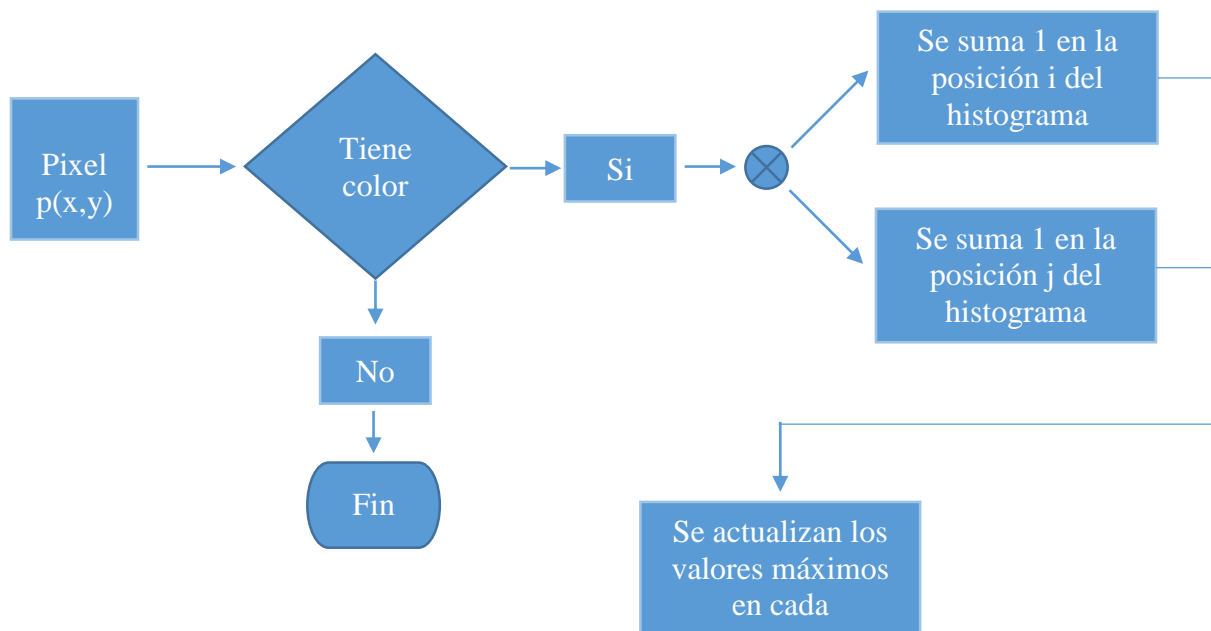 Pixel
p(x,y)
Tiene
color
Si
Se suma 1 en la
posición i del
histograma
Se suma 1 en la
posición j del
histograma
No
Fin
Se actualizan los
valores máximos
en cada